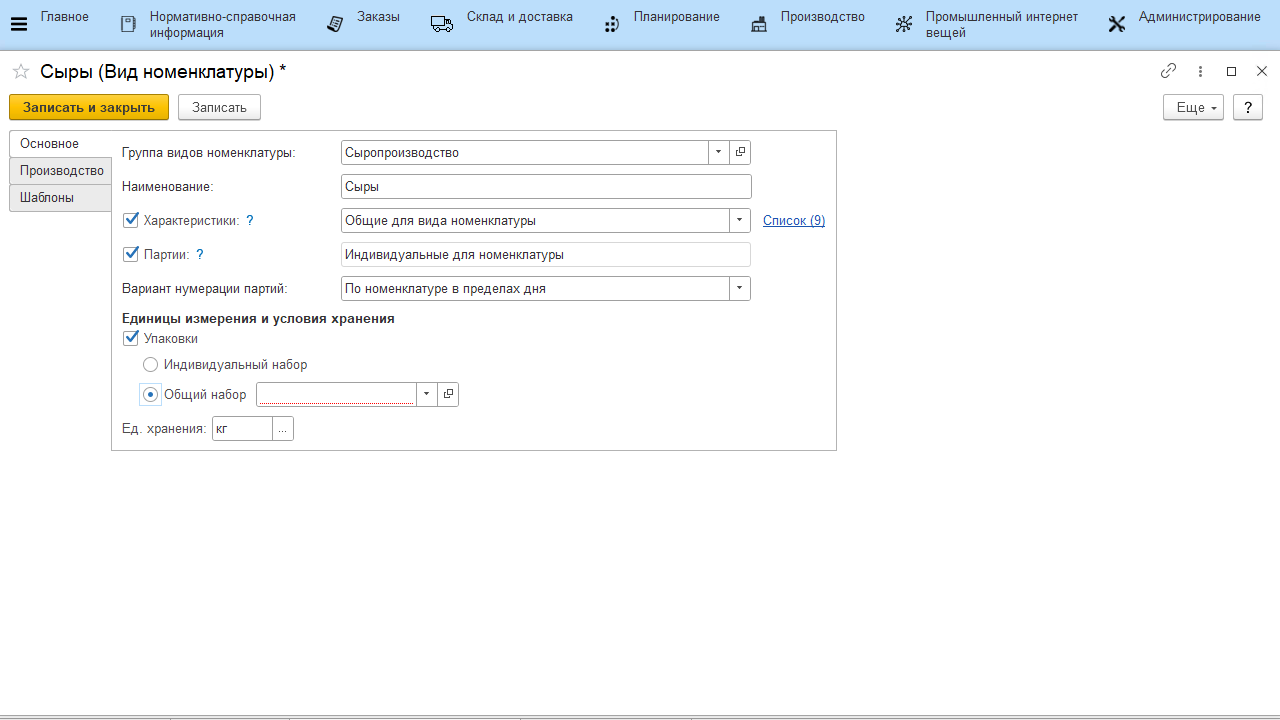 Главное
Нормативно-справочная
информация
Заказы
Склад и доставка
Планирование
Производство
Промышленный интернет
вещей
Администрирование
Сыры (Вид номенклатуры) *
Записать и закрыть
Записать
Еще
?
Основное
Производство
Шаблоны
Группа видов номенклатуры: Сыропроизводство
Наименование: Сыры
Характеристики: ? Общие для вида номенклатуры Список (9)
Партии: ? Индивидуальные для номенклатуры
Вариант нумерации партий: По номенклатуре в пределах дня
Единицы измерения и условия хранения
Упаковки
Индивидуальный набор
Общий набор
Ед. хранения: кг ...